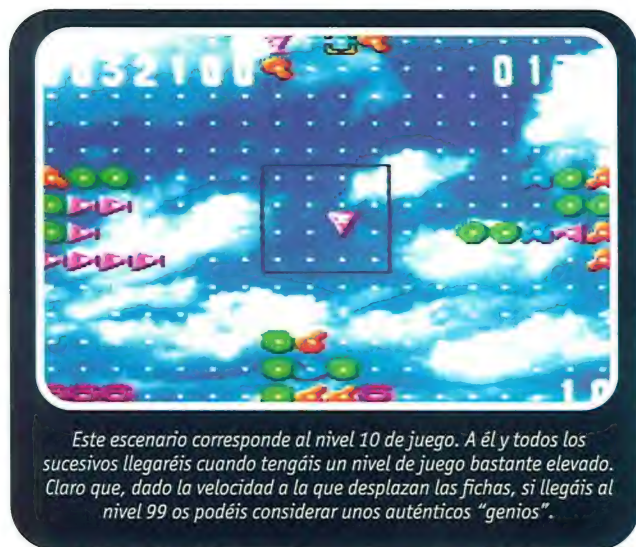 032100
01
10
Este escenario corresponde al nivel 10 de juego. A él y todos los
sucesivos llegaréis cuando tengáis un nivel de juego bastante elevado.
Claro que, dado la velocidad a la que desplazan las fichas, si llegáis al
nivel 99 os podéis considerar unos auténticos “genios”.